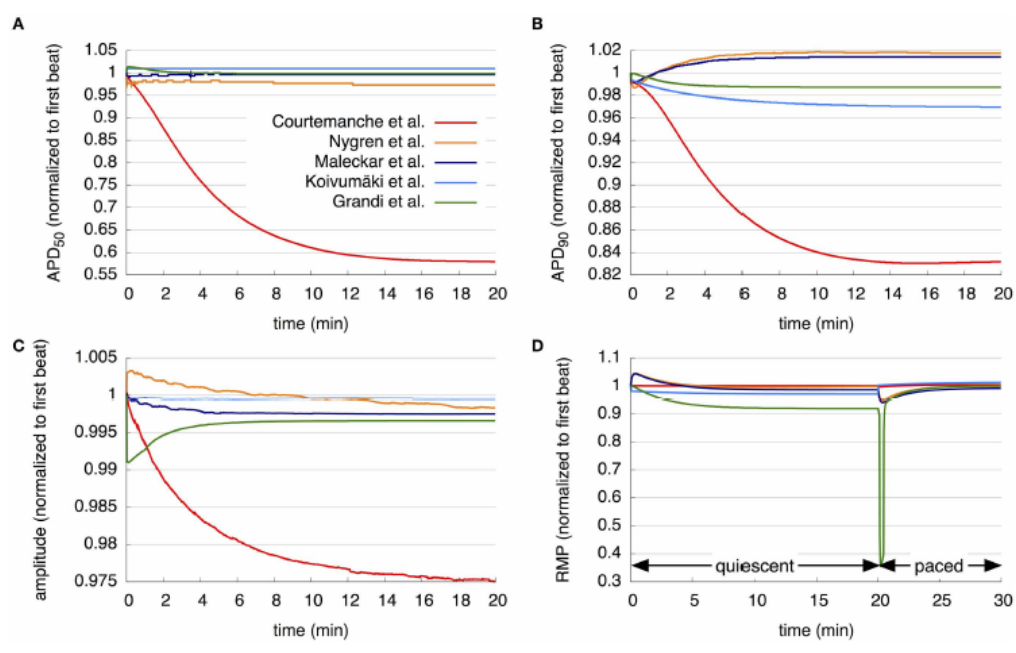 A
APD50 (normalized to first beat)
1.05
1
0.95
0.9
0.85
0.8
0.75
0.7
0.65
0.6
0.55
Courtemanche et al.
Nygren et al.
Maleckar et al.
Koivumäki et al.
Grandi et al.
0 2 4 6 8 10 12 14 16 18 20
time (min)
B
APD90 (normalized to first beat)
1.02
1
0.98
0.96
0.94
0.92
0.9
0.88
0.86
0.84
0.82
0 2 4 6 8 10 12 14 16 18 20
time (min)
C
amplitude (normalized to first beat)
1.005
1
0.995
0.99
0.985
0.98
0.975
0 2 4 6 8 10 12 14 16 18 20
time (min)
D
RMP (normalized to first beat)
1.1
1
0.9
0.8
0.7
0.6
0.5
0.4
0.3
quiescent paced
0 5 10 15 20 25 30
time (min)